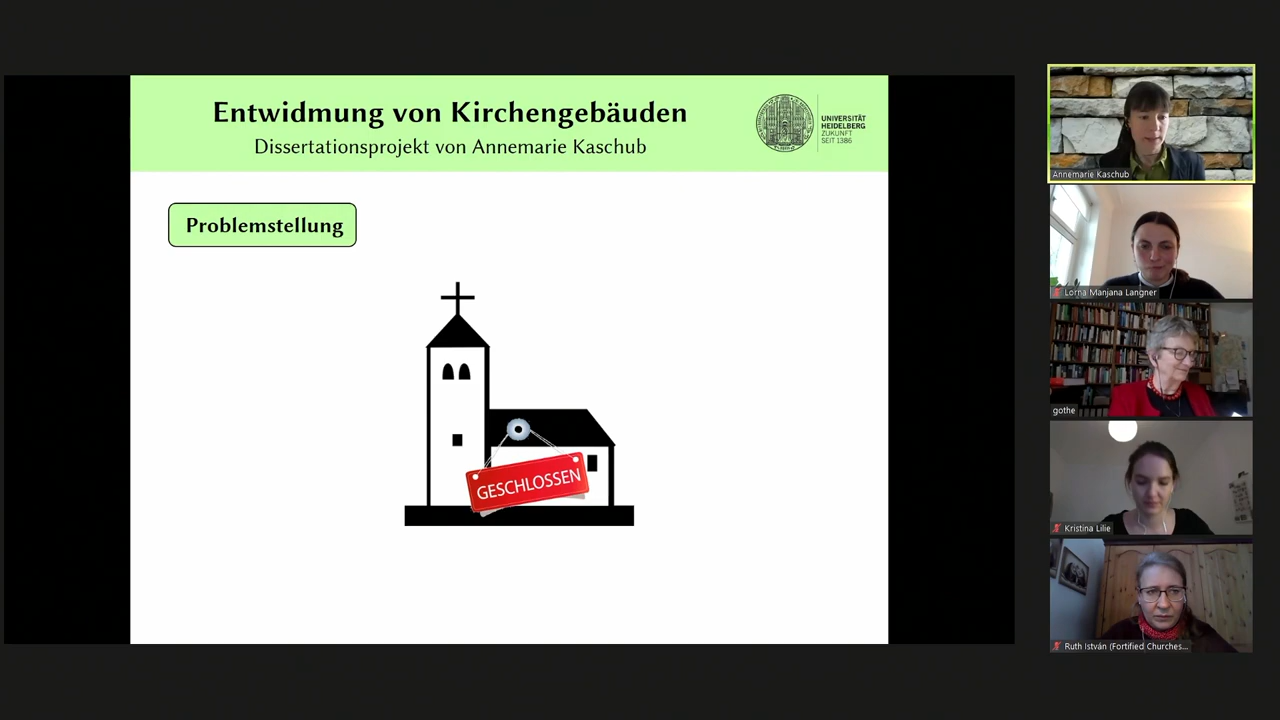 Entwidmung von Kirchengebäuden
Dissertationsprojekt von Annemarie Kaschub
UNIVERSITÄT
HEIDELBERG
ZUKUNFT
SEIT 1386
Problemstellung
GESCHLOSSEN
Annemarie Kaschub
Lorna Manjana Langner
gothe
Kristina Lilie
Ruth István (Fortified Churches...